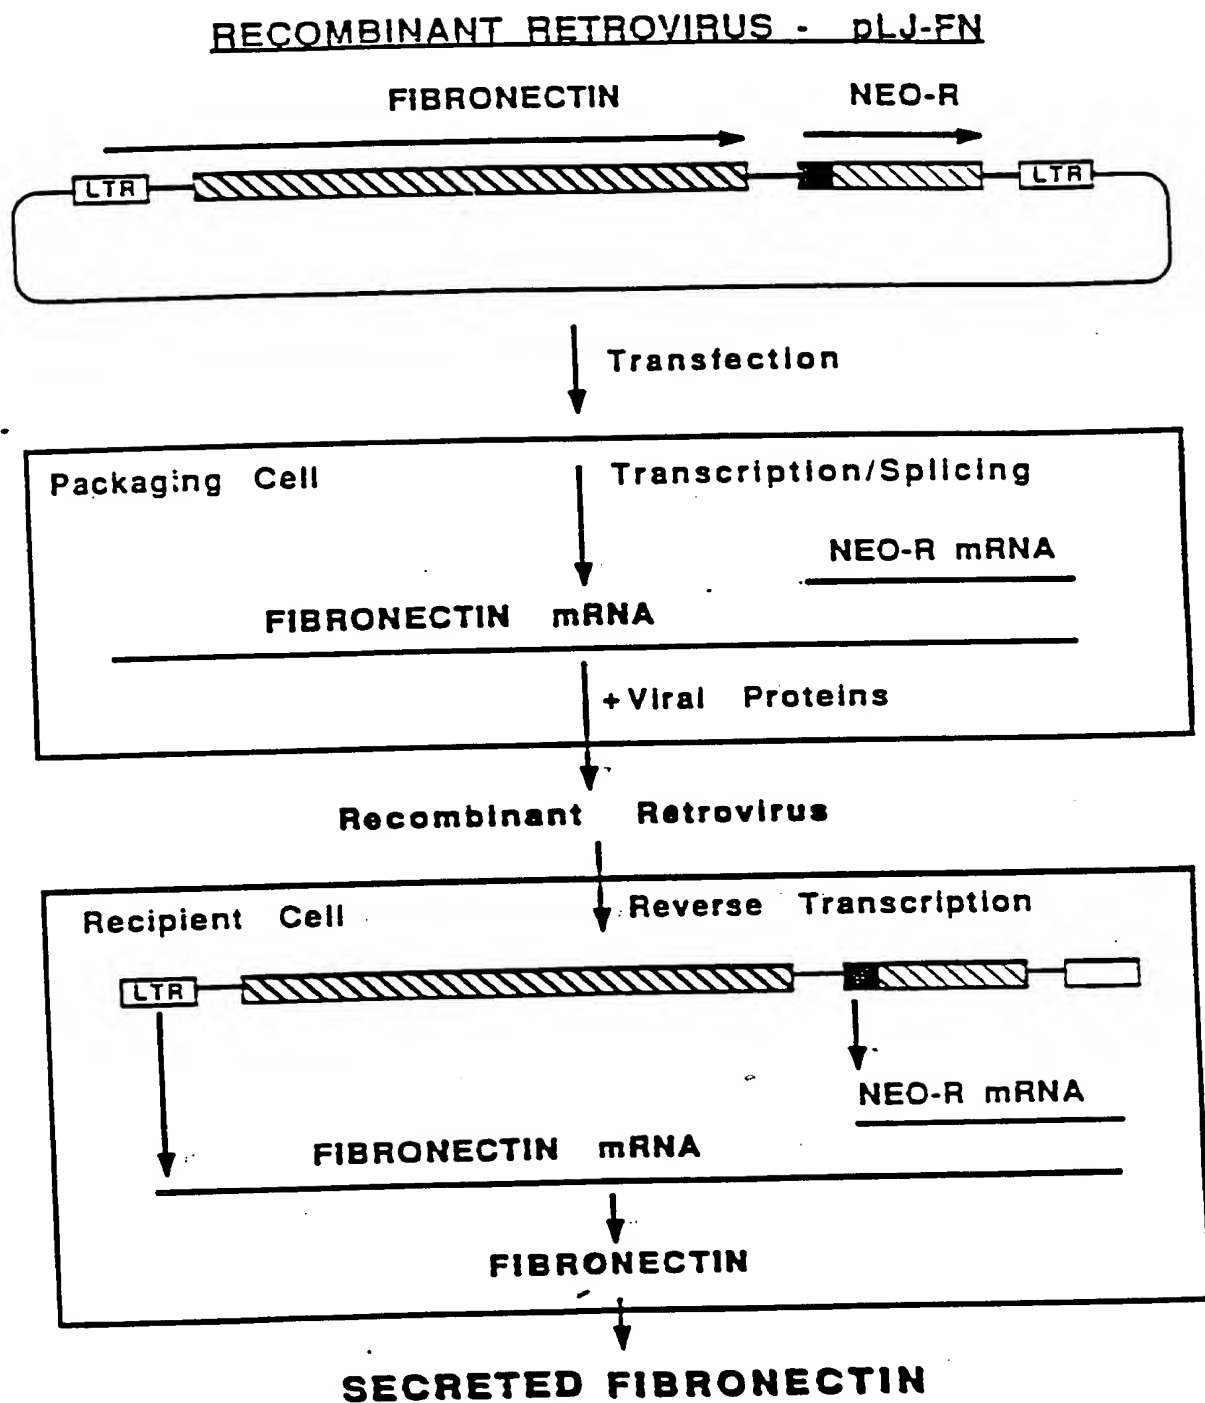 RECOMBINANT RETROVIRUS - pLJ-FN
FIBRONECTIN NEO-R
LTR LTR
Transfection
Packaging Cell Transcription/Splicing
NEO-R mRNA
FIBRONECTIN mRNA
+Viral Proteins
Recombinant Retrovirus
Recipient Cell Reverse Transcription
LTR
NEO-R mRNA
FIBRONECTIN mRNA
FIBRONECTIN
SECRETED FIBRONECTIN